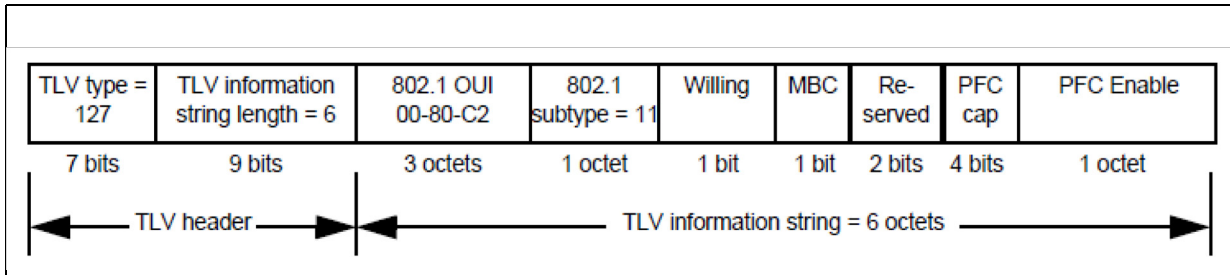 TLV type = TLV information 802.1 OUI 802.1 Willing MBC Re- PFC PFC Enable
127 string length = 6 00-80-C2 subtype = 11 served cap
7 bits 9 bits 3 octets 1 octet 1 bit 1 bit 2 bits 4 bits 1 octet
TLV header TLV information string = 6 octets